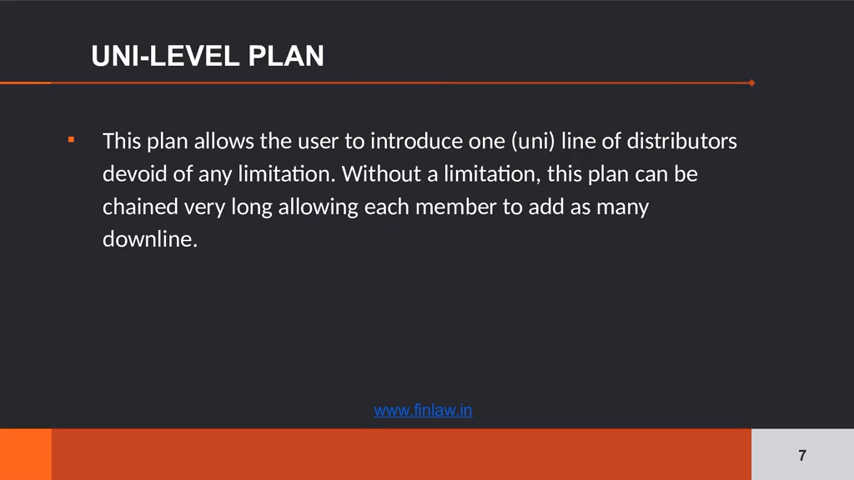 UNI-LEVEL PLAN
▪ This plan allows the user to introduce one (uni) line of distributors
devoid of any limitation. Without a limitation, this plan can be
chained very long allowing each member to add as many
downline.
www.finlaw.in
7